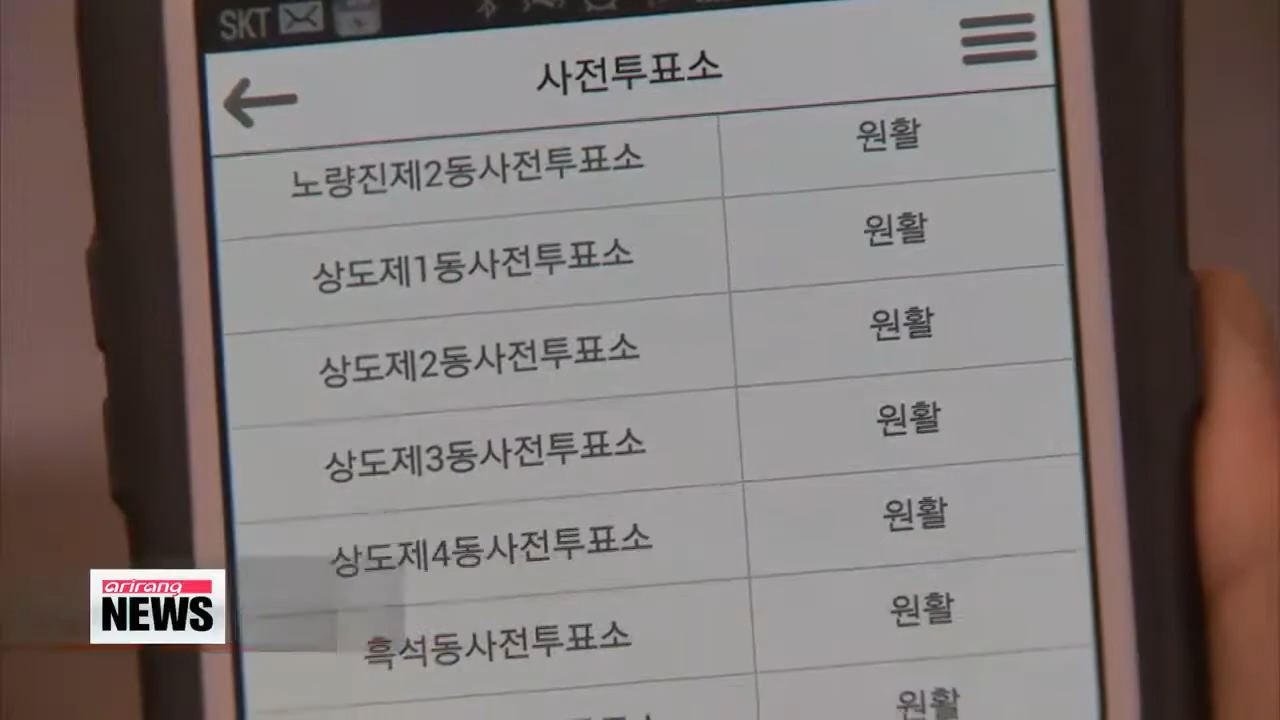 SKT
사전투표소
노량진제2동사전투표소 원활
상도제1동사전투표소 원활
상도제2동사전투표소 원활
상도제3동사전투표소 원활
상도제4동사전투표소 원활
흑석동사전투표소 원활
원활
arirang
NEWS